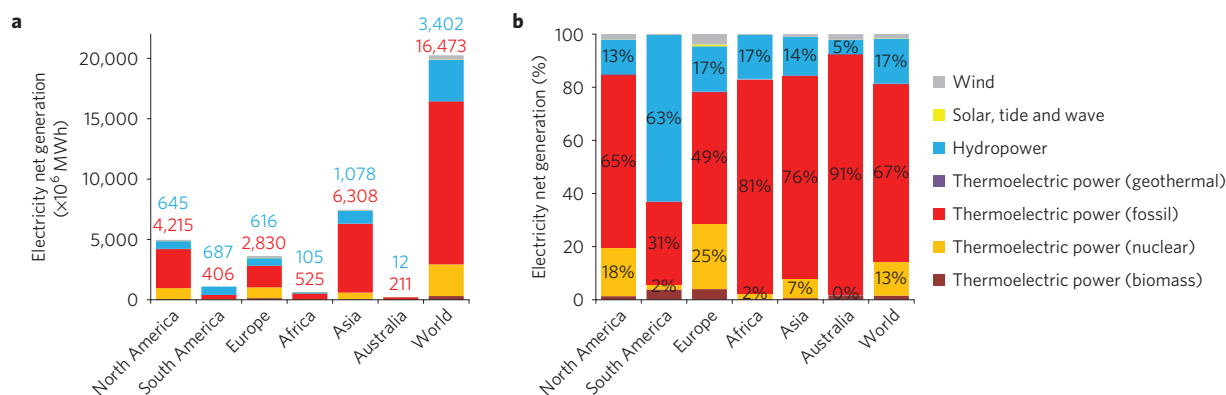 a
Electricity net generation
(×10⁶ MWh)
20,000
15,000
10,000
5,000
0
645
4,215
687
406
616
2,830
105
525
1,078
6,308
12
211
3,402
16,473
North America
South America
Europe
Africa
Asia
Australia
World
b
Electricity net generation (%)
100
80
60
40
20
0
13%
65%
18%
63%
31%
2%
17%
49%
25%
17%
81%
2%
14%
76%
7%
5%
91%
0%
17%
67%
13%
North America
South America
Europe
Africa
Asia
Australia
World
Wind
Solar, tide and wave
Hydropower
Thermoelectric power (geothermal)
Thermoelectric power (fossil)
Thermoelectric power (nuclear)
Thermoelectric power (biomass)